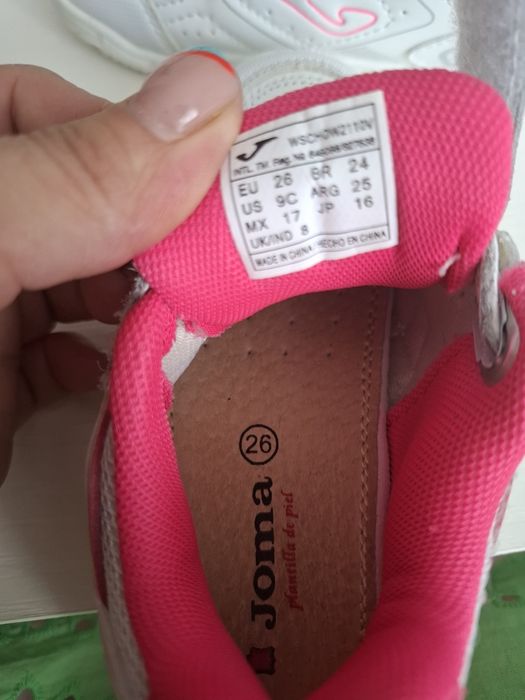 WSCHOW2110V
INTL. TM. Reg. No
EU 26 BR 24
US 9C ARG 25
MX 17 JP 16
UK/IND 8
MADE IN CHINA HECHO EN CHINA
26
Joma
plantilla de piel